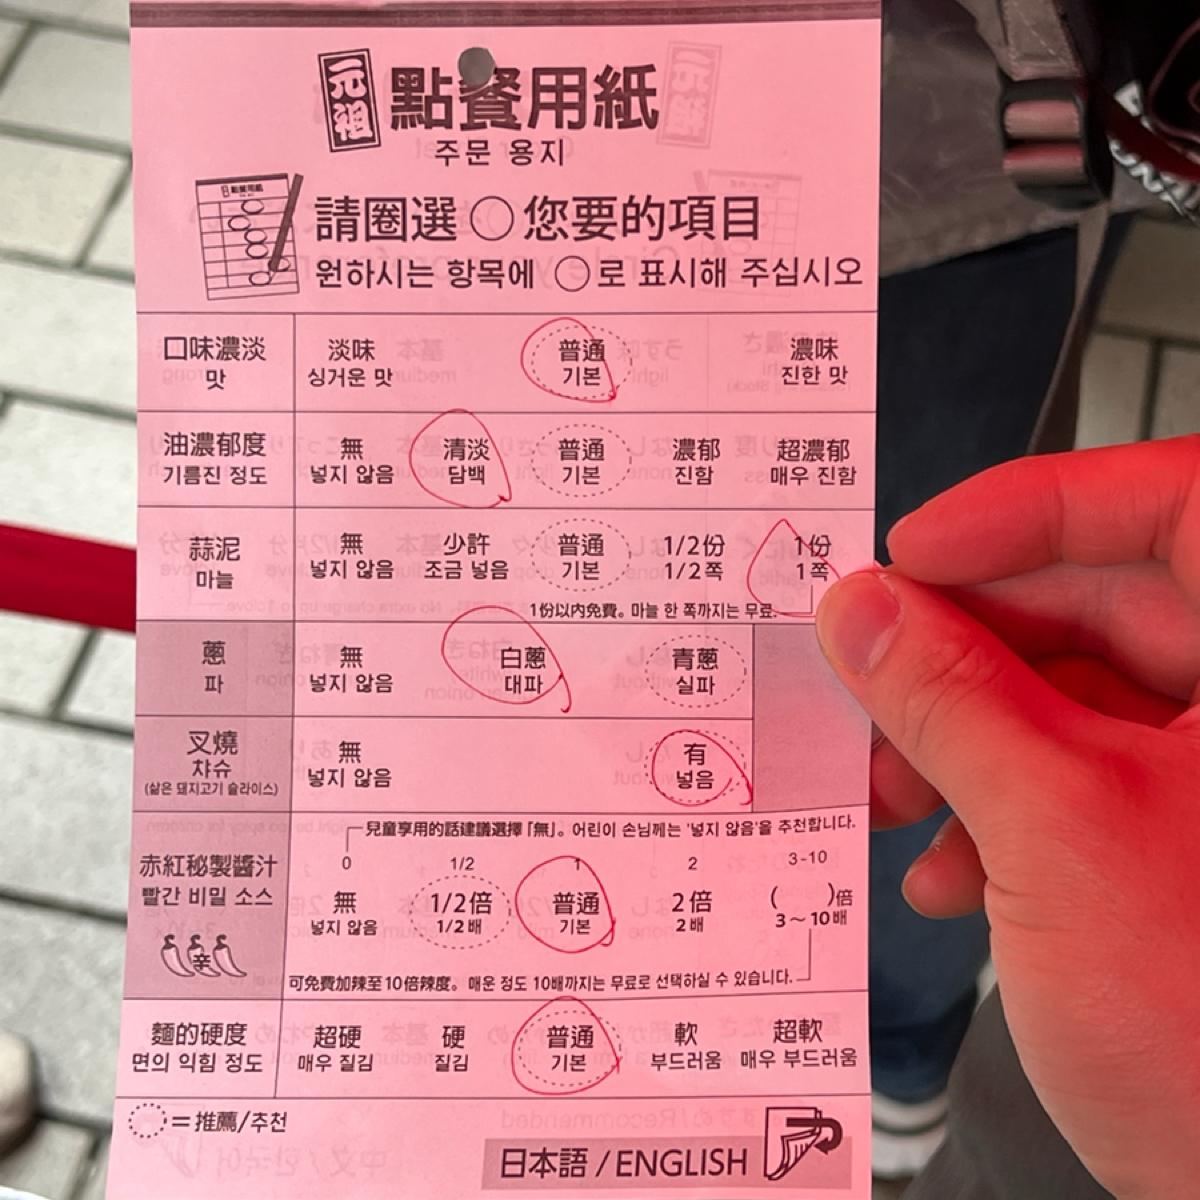 元祖 點餐用紙
주문 용지
點餐用紙
請圈選 ○ 您要的項目
원하시는 항목에 ○로 표시해 주십시오
口味濃淡 淡味 普通 濃味
맛 싱거운 맛 기본 진한 맛
油濃郁度 無 清淡 普通 濃郁 超濃郁
기름진 정도 넣지 않음 담백 기본 진함 매우 진함
蒜泥 無 少許 普通 1/2份 1份
마늘 넣지 않음 조금 넣음 기본 1/2쪽 1쪽
1份以內免費。마늘 한 쪽까지는 무료.
蔥 無 白蔥 青蔥
파 넣지 않음 대파 실파
叉燒 無 有
챠슈 넣지 않음 넣음
(삶은 돼지고기 슬라이스)
兒童享用的話建議選擇「無」。어린이 손님께는 '넣지 않음'을 추천합니다.
0 1/2 1 2 3-10
赤紅秘製醬汁 無 1/2倍 普通 2倍 ( )倍
빨간 비밀 소스 넣지 않음 1/2배 기본 2배 3～10배
辛
可免費加辣至10倍辣度。매운 정도 10배까지는 무료로 선택하실 수 있습니다.
麵的硬度 超硬 硬 普通 軟 超軟
면의 익힘 정도 매우 질김 질김 기본 부드러움 매우 부드러움
=推薦/추천
日本語 / ENGLISH